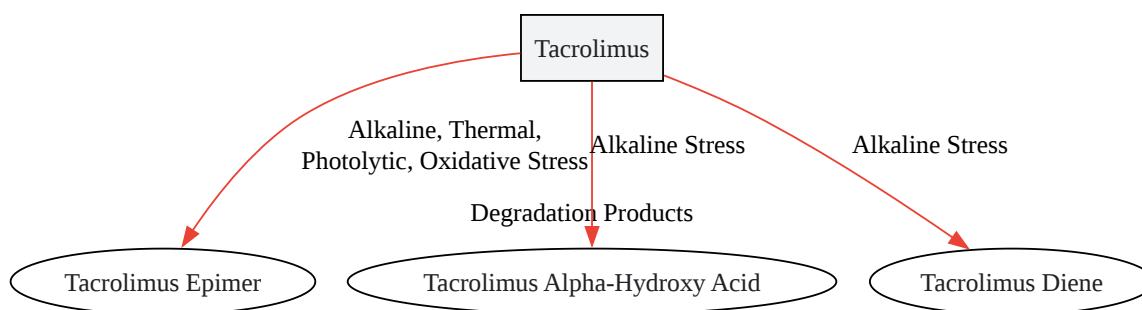 Tacrolimus
Alkaline, Thermal,
Photolytic, Oxidative Stress
Alkaline Stress
Alkaline Stress
Degradation Products
Tacrolimus Epimer
Tacrolimus Alpha-Hydroxy Acid
Tacrolimus Diene